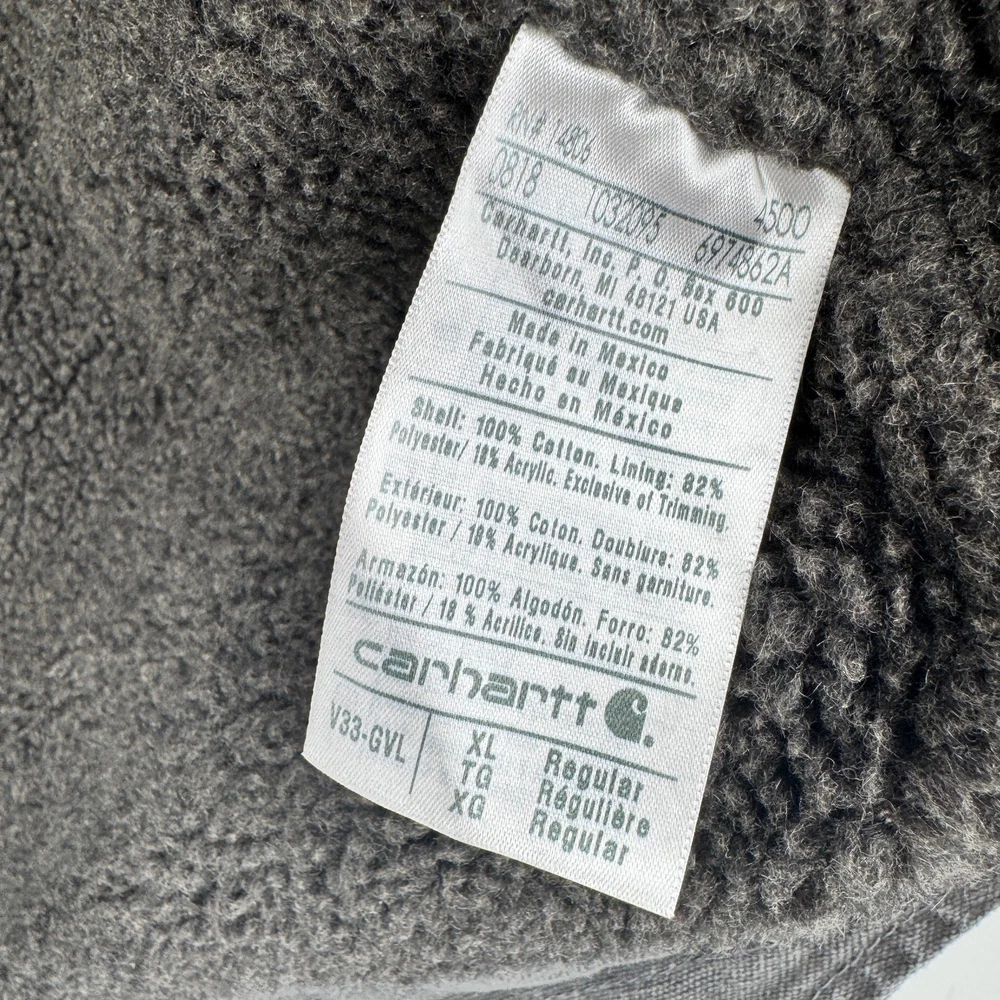 RN# 14806
0818 1032095 4500
6974862A
Carhartt, Inc. P. O. Box 600
Dearborn, MI 48121 USA
carhartt.com
Made in Mexico
Fabriqué au Mexique
Hecho en México
Shell: 100% Cotton. Lining: 82%
Polyester/ 18% Acrylic. Exclusive of Trimming.
Extérieur: 100% Coton. Doublure: 82%
Polyester / 18% Acrylique. Sans garniture.
Armazón: 100% Algodón. Forro: 82%
Poliéster / 18 % Acrílico. Sin incluir adorno.
carhartt
V33-GVL
XL Regular
TG Régulière
XG Regular